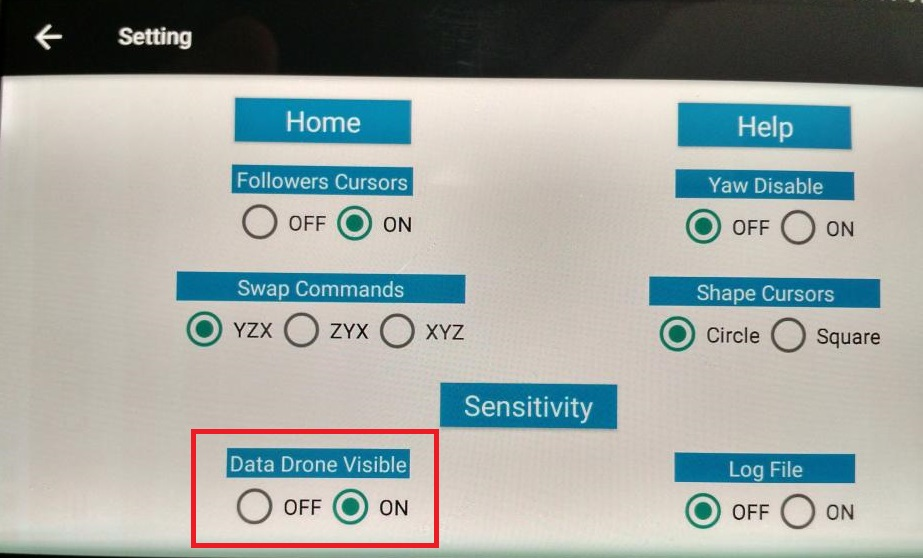 Setting
Home
Help
Followers Cursors
Yaw Disable
OFF ON
OFF ON
Swap Commands
Shape Cursors
YZX ZYX XYZ
Circle Square
Sensitivity
Data Drone Visible
Log File
OFF ON
OFF ON